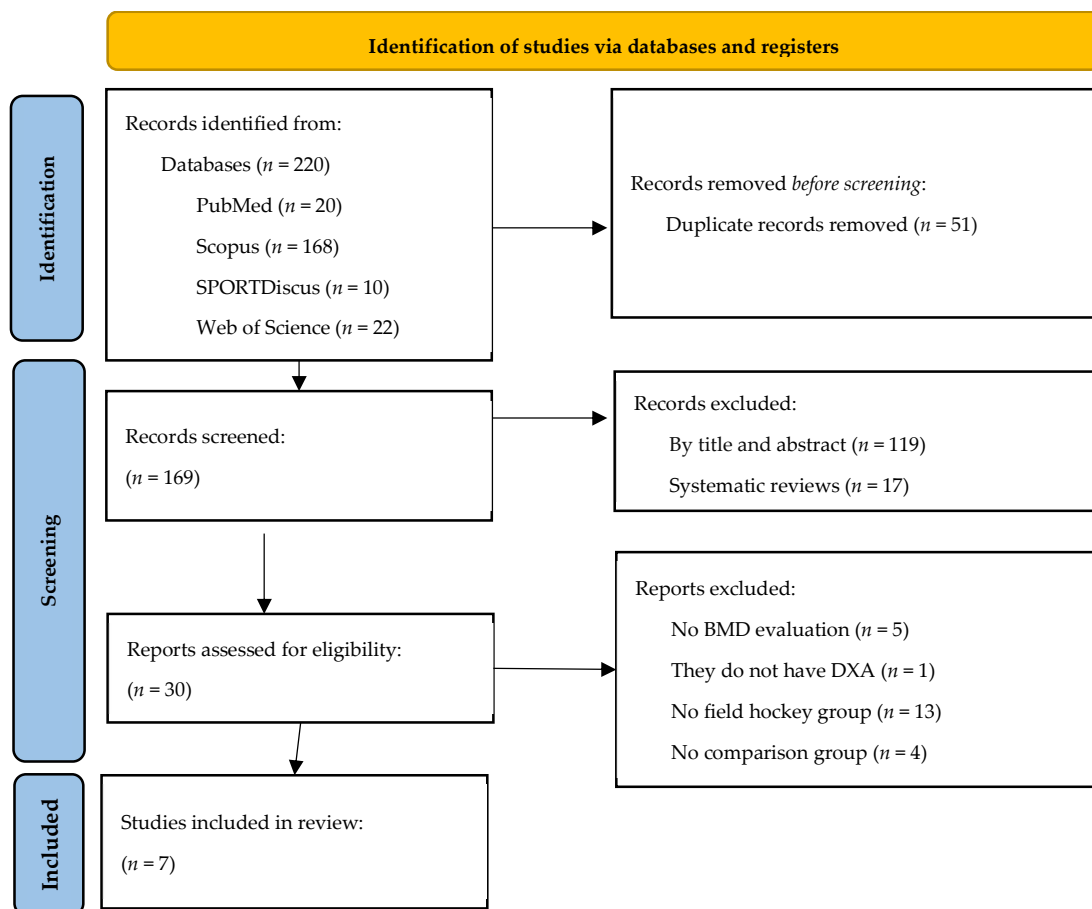 Identification of studies via databases and registers
Identification
Records identified from:
Databases (n = 220)
PubMed (n = 20)
Scopus (n = 168)
SPORTDiscus (n = 10)
Web of Science (n = 22)
Records removed before screening:
Duplicate records removed (n = 51)
Screening
Records screened:
(n = 169)
Records excluded:
By title and abstract (n = 119)
Systematic reviews (n = 17)
Reports assessed for eligibility:
(n = 30)
Reports excluded:
No BMD evaluation (n = 5)
They do not have DXA (n = 1)
No field hockey group (n = 13)
No comparison group (n = 4)
Included
Studies included in review:
(n = 7)